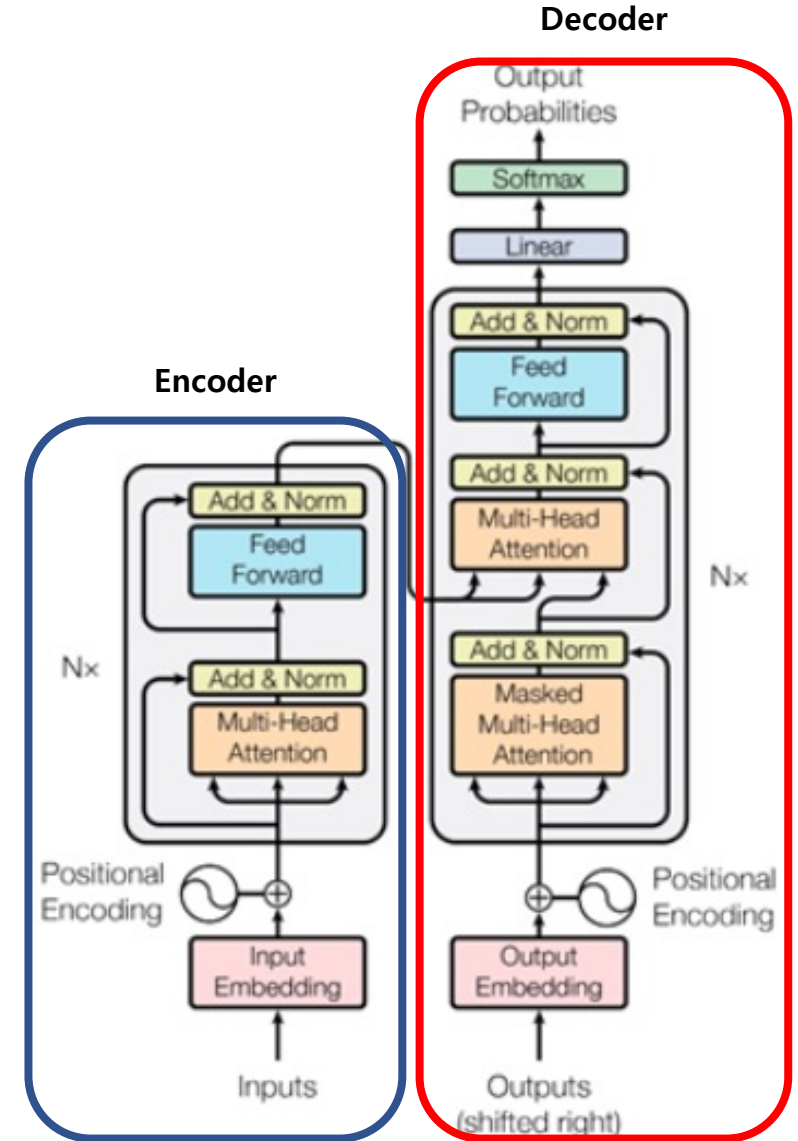 Decoder
Output
Probabilities
Softmax
Linear
Add & Norm
Feed
Forward
Add & Norm
Multi-Head
Attention
Nx
Add & Norm
Masked
Multi-Head
Attention
Positional
Encoding
Output
Embedding
Outputs
(shifted right)
Encoder
Add & Norm
Feed
Forward
Nx
Add & Norm
Multi-Head
Attention
Positional
Encoding
Input
Embedding
Inputs